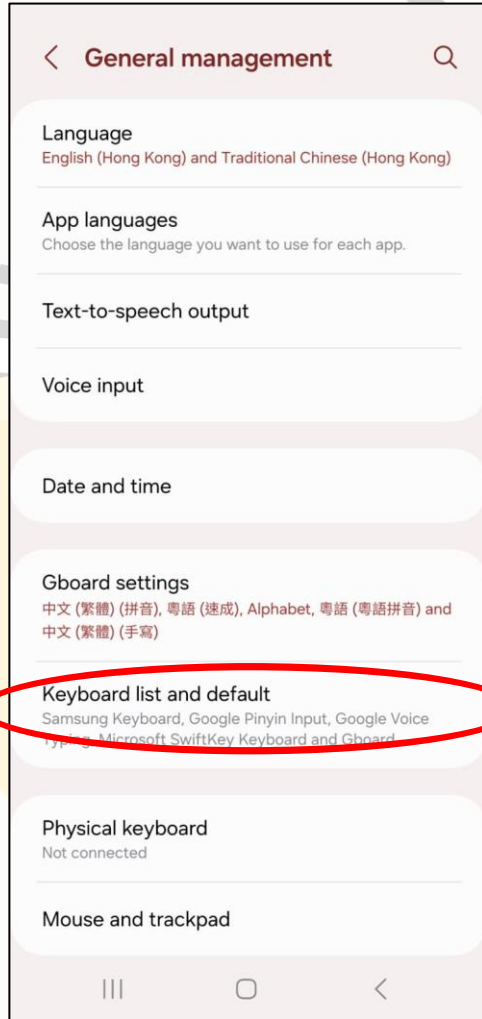 General management
Language
English (Hong Kong) and Traditional Chinese (Hong Kong)
App languages
Choose the language you want to use for each app.
Text-to-speech output
Voice input
Date and time
Gboard settings
中文 (繁體) (拼音), 粵語 (速成), Alphabet, 粵語 (粵語拼音) and
中文 (繁體) (手寫)
Keyboard list and default
Samsung Keyboard, Google Pinyin Input, Google Voice
Typing, Microsoft SwiftKey Keyboard and Gboard
Physical keyboard
Not connected
Mouse and trackpad